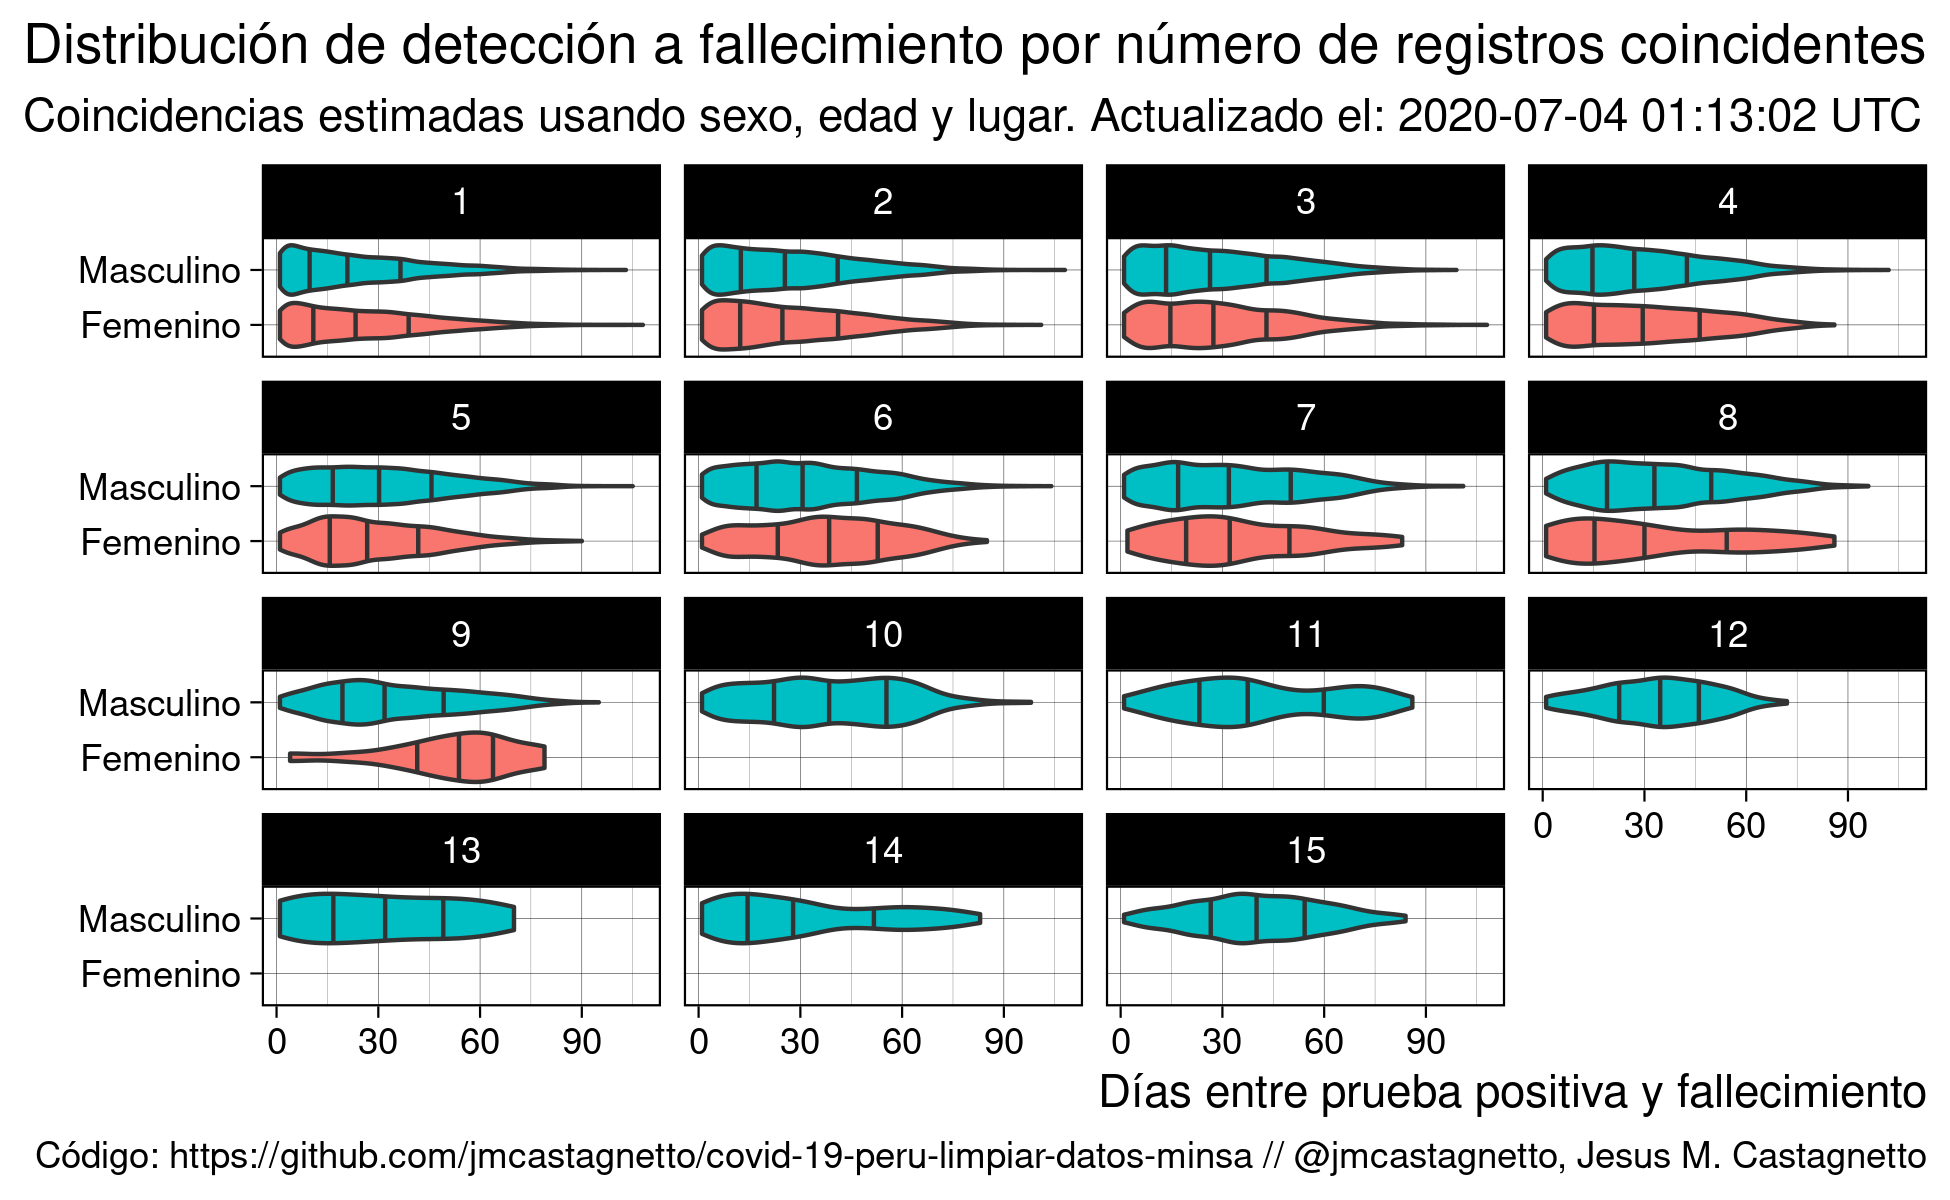 Distribución de detección a fallecimiento por número de registros coincidentes
Coincidencias estimadas usando sexo, edad y lugar. Actualizado el: 2020-07-04 01:13:02 UTC
1 2 3 4
Masculino
Femenino
5 6 7 8
Masculino
Femenino
9 10 11 12
Masculino
Femenino
0 30 60 90
13 14 15
Masculino
Femenino
0 30 60 90 0 30 60 90 0 30 60 90
Días entre prueba positiva y fallecimiento
Código: https://github.com/jmcastagnetto/covid-19-peru-limpiar-datos-minsa // @jmcastagnetto, Jesus M. Castagnetto